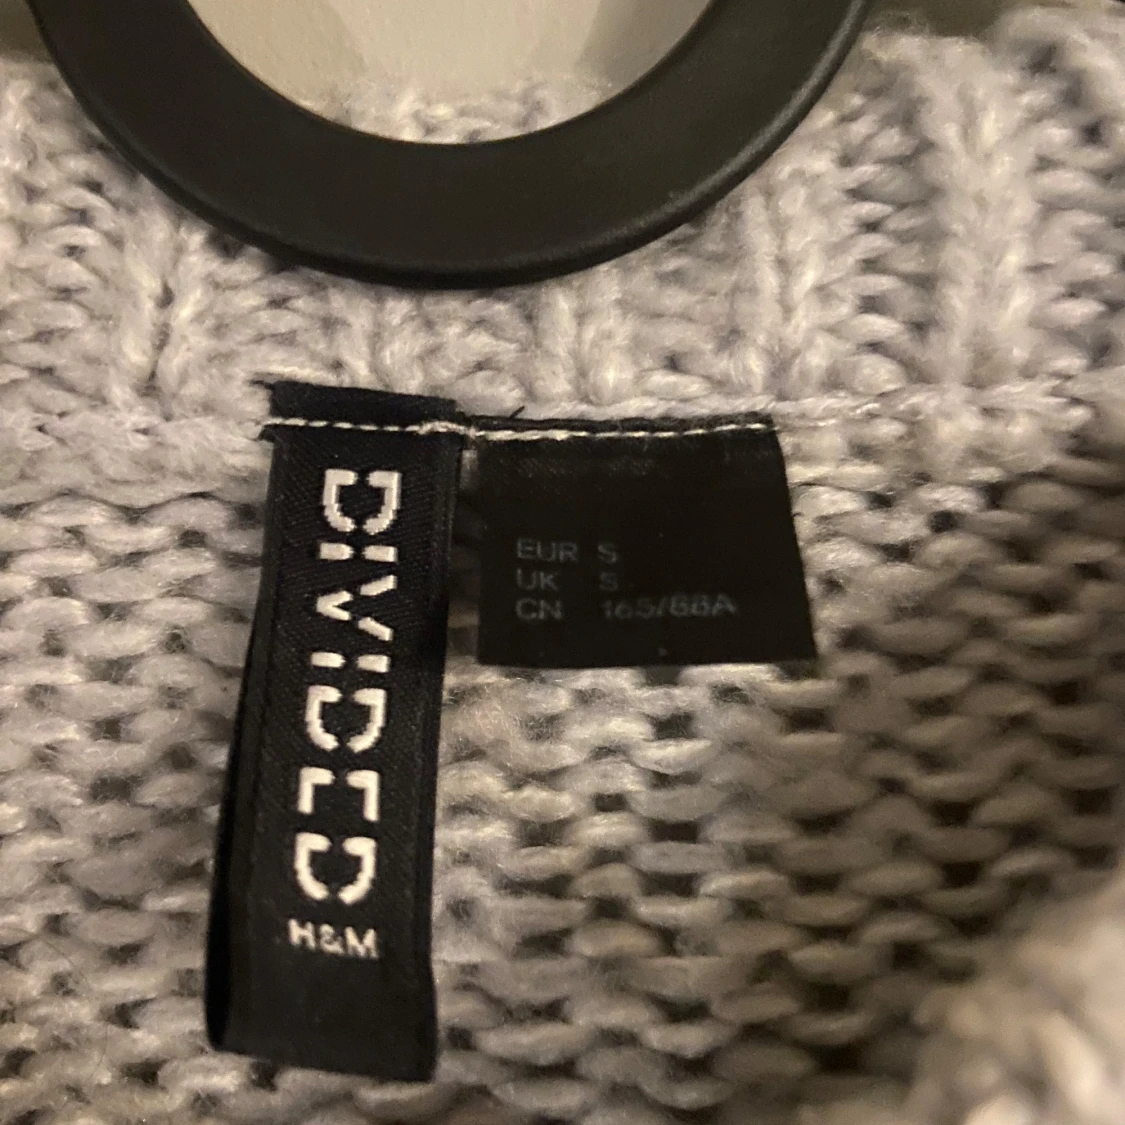 DIVIDED
H&M
EUR S
UK S
CN 165/88A